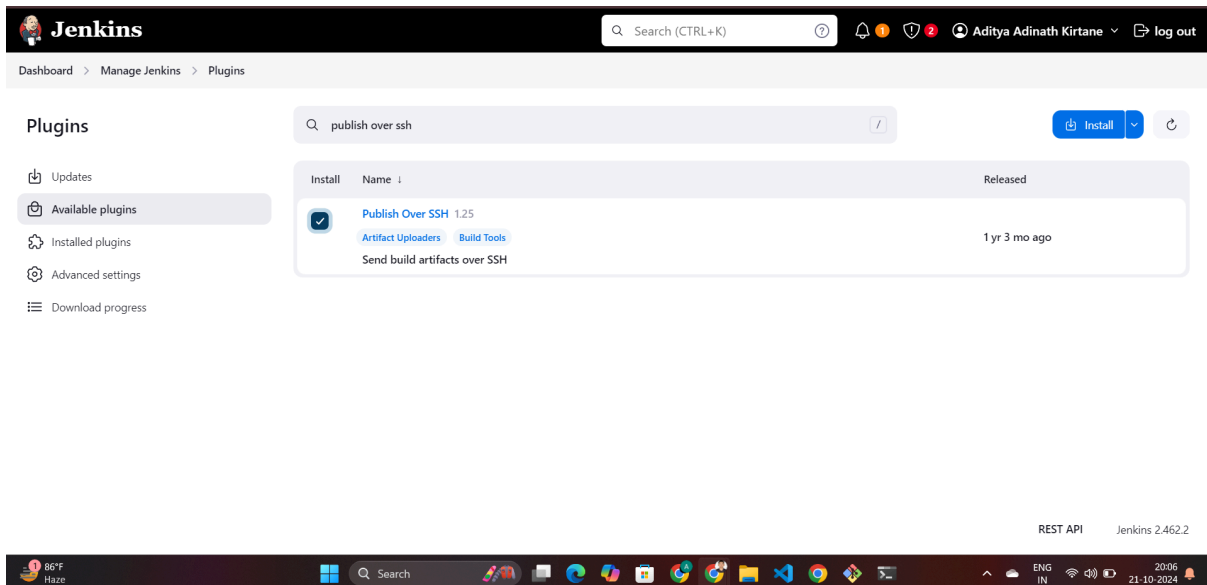 Jenkins
Search (CTRL+K)
?
1
2
Aditya Adinath Kirtane
log out
Dashboard > Manage Jenkins > Plugins
Plugins
publish over ssh
/
Install
Updates
Available plugins
Installed plugins
Advanced settings
Download progress
Install Name ↓ Released
Publish Over SSH 1.25
Artifact Uploaders Build Tools
Send build artifacts over SSH
1 yr 3 mo ago
REST API Jenkins 2.462.2
1
86°F
Haze
Search
ENG
IN
20:06
21-10-2024